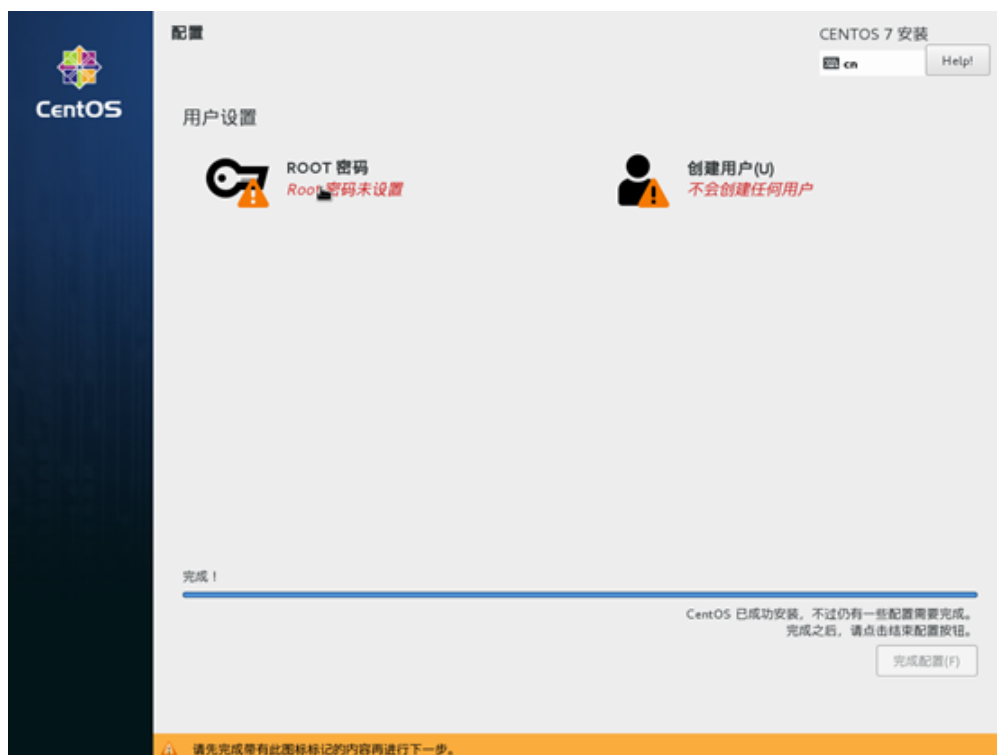 配置
CENTOS 7 安装
cn
Help!
CentOS
用户设置
ROOT 密码
Root 密码未设置
创建用户(U)
不会创建任何用户
完成！
CentOS 已成功安装，不过仍有一些配置需要完成。
完成之后，请点击结束配置按钮。
完成配置(F)
请先完成带有此图标标记的内容再进行下一步。